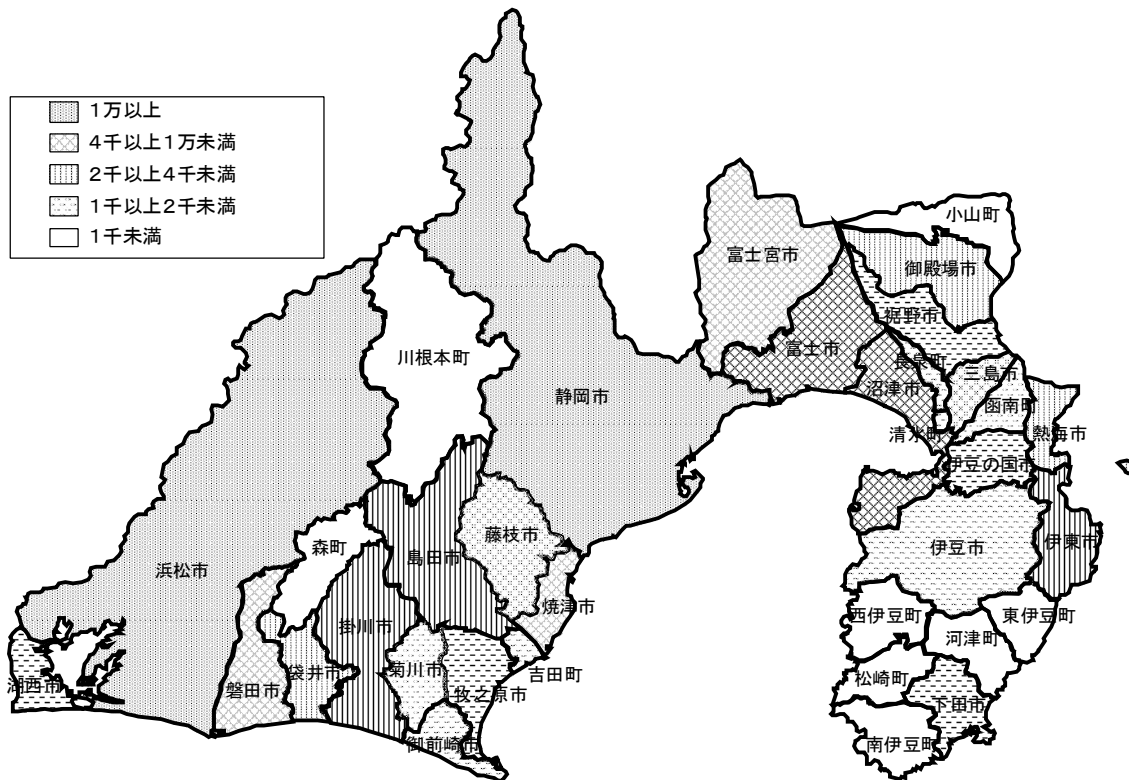 1万以上
4千以上1万未満
2千以上4千未満
1千以上2千未満
1千未満
小山町
富士宮市
御殿場市
裾野市
川根本町
富士市
長泉町
三島市
静岡市
沼津市
函南町
清水町
熱海市
伊豆の国市
藤枝市
森町
島田市
伊豆市
伊東市
浜松市
焼津市
西伊豆町
東伊豆町
掛川市
河津町
袋井市
菊川市
吉田町
湖西市
磐田市
牧之原市
松崎町
下田市
御前崎市
南伊豆町